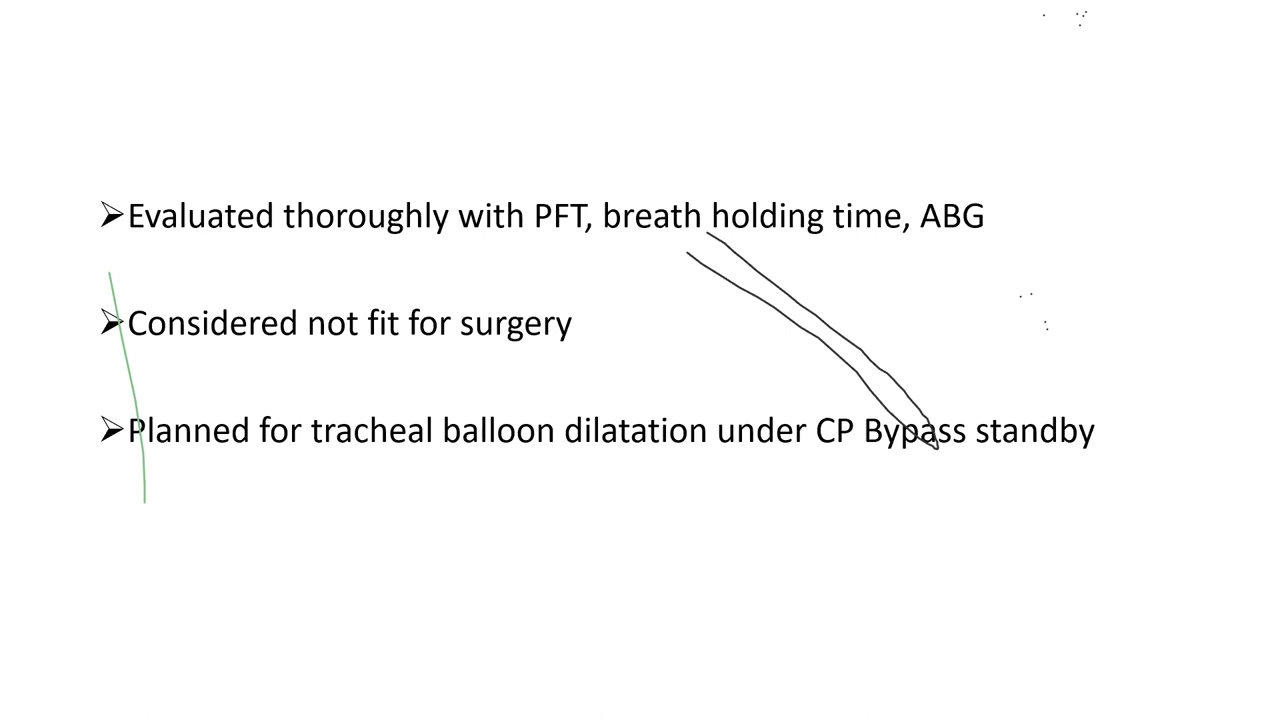 ➢Evaluated thoroughly with PFT, breath holding time, ABG
➢Considered not fit for surgery
➢Planned for tracheal balloon dilatation under CP Bypass standby